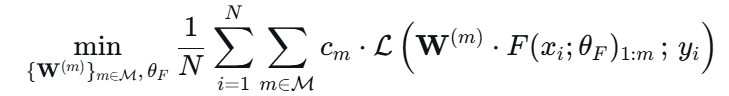 \min_{\{\mathbf{W}^{(m)}\}_{m \in \mathcal{M}}, \theta_F} \frac{1}{N} \sum_{i=1}^{N} \sum_{m \in \mathcal{M}} c_m \cdot \mathcal{L} \left( \mathbf{W}^{(m)} \cdot F(x_i; \theta_F)_{1:m} \, ; \, y_i \right)